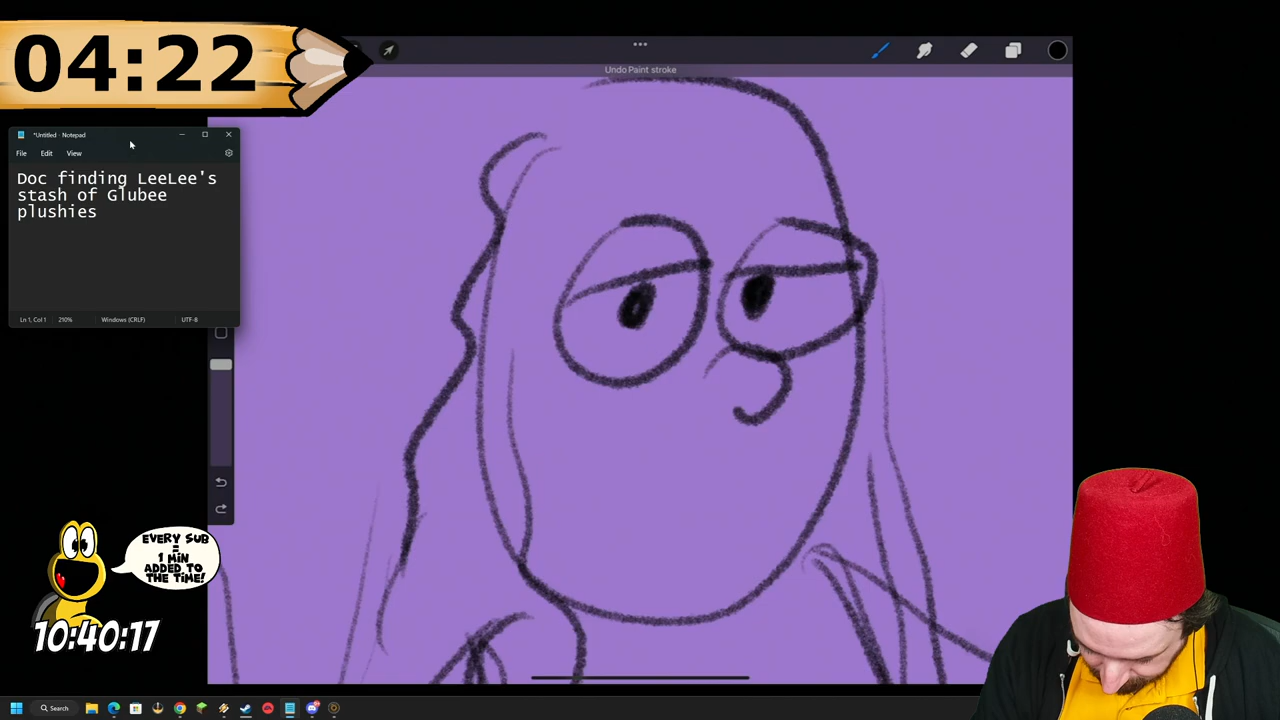 04:22
Undo Paint stroke
*Untitled - Notepad
File Edit View
Doc finding LeeLee's
stash of Glubee
plushies
Ln 1, Col 1 210% Windows (CRLF) UTF-8
EVERY SUB
=
1 MIN
ADDED TO
THE TIME!
10:40:17
Search